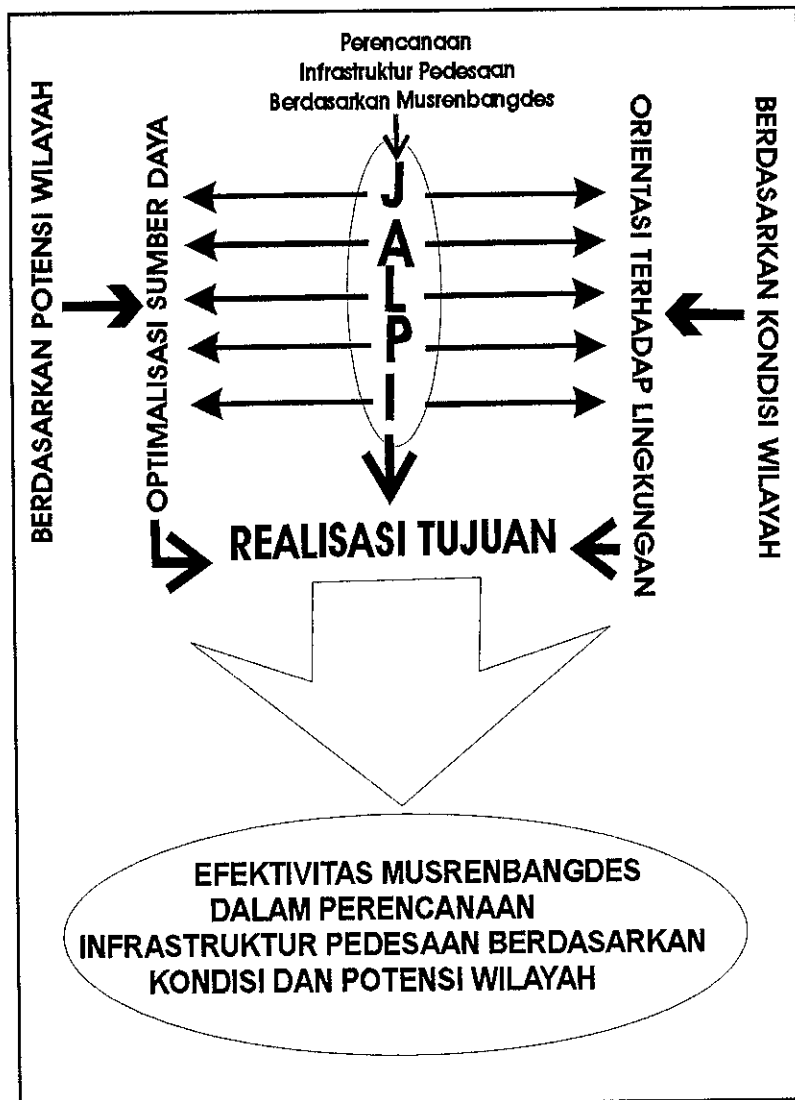 Perencanaan
Infrastruktur Pedesaan
Berdasarkan Musrenbangdes
BERDASARKAN POTENSI WILAYAH
OPTIMALISASI SUMBER DAYA
J
A
L
P
I
ORIENTASI TERHADAP LINGKUNGAN
BERDASARKAN KONDISI WILAYAH
REALISASI TUJUAN
EFEKTIVITAS MUSRENBANGDES
DALAM PERENCANAAN
INFRASTRUKTUR PEDESAAN BERDASARKAN
KONDISI DAN POTENSI WILAYAH